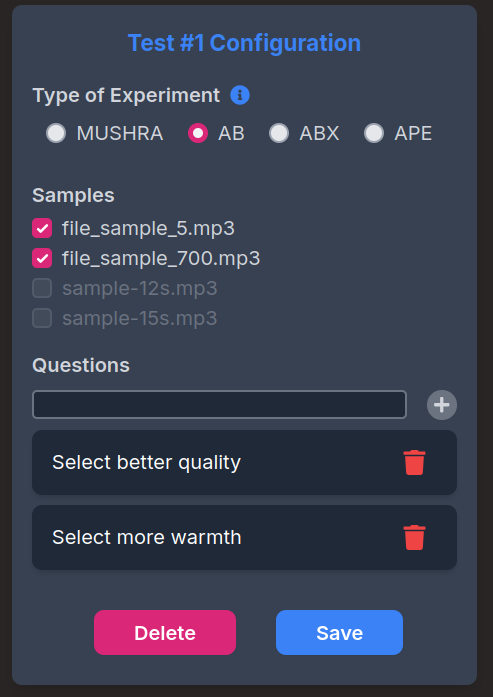 Test #1 Configuration
Type of Experiment
MUSHRA AB ABX APE
Samples
file_sample_5.mp3
file_sample_700.mp3
sample-12s.mp3
sample-15s.mp3
Questions
Select better quality
Select more warmth
Delete Save